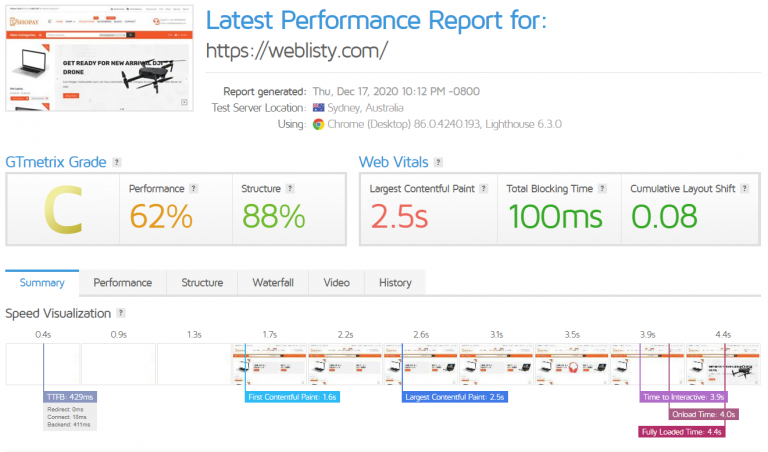 Latest Performance Report for:
https://weblisty.com/
Report generated: Thu, Dec 17, 2020 10:12 PM -0800
Test Server Location: Sydney, Australia
Using: Chrome (Desktop) 86.0.4240.193, Lighthouse 6.3.0
GET READY FOR NEW ARRIVAL DJI
DRONE
GTmetrix Grade ?
Web Vitals ?
C
Performance ?
62%
Structure ?
88%
Largest Contentful Paint ?
2.5s
Total Blocking Time ?
100ms
Cumulative Layout Shift ?
0.08
Summary Performance Structure Waterfall Video History
Speed Visualization ?
0.4s 0.9s 1.3s 1.7s 2.2s 2.6s 3.1s 3.5s 3.9s 4.4s
TTFB: 429ms
Redirect: 0ms
Connect: 18ms
Backend: 411ms
First Contentful Paint: 1.6s
Largest Contentful Paint: 2.5s
Time to Interactive: 3.9s
Onload Time: 4.0s
Fully Loaded Time: 4.4s